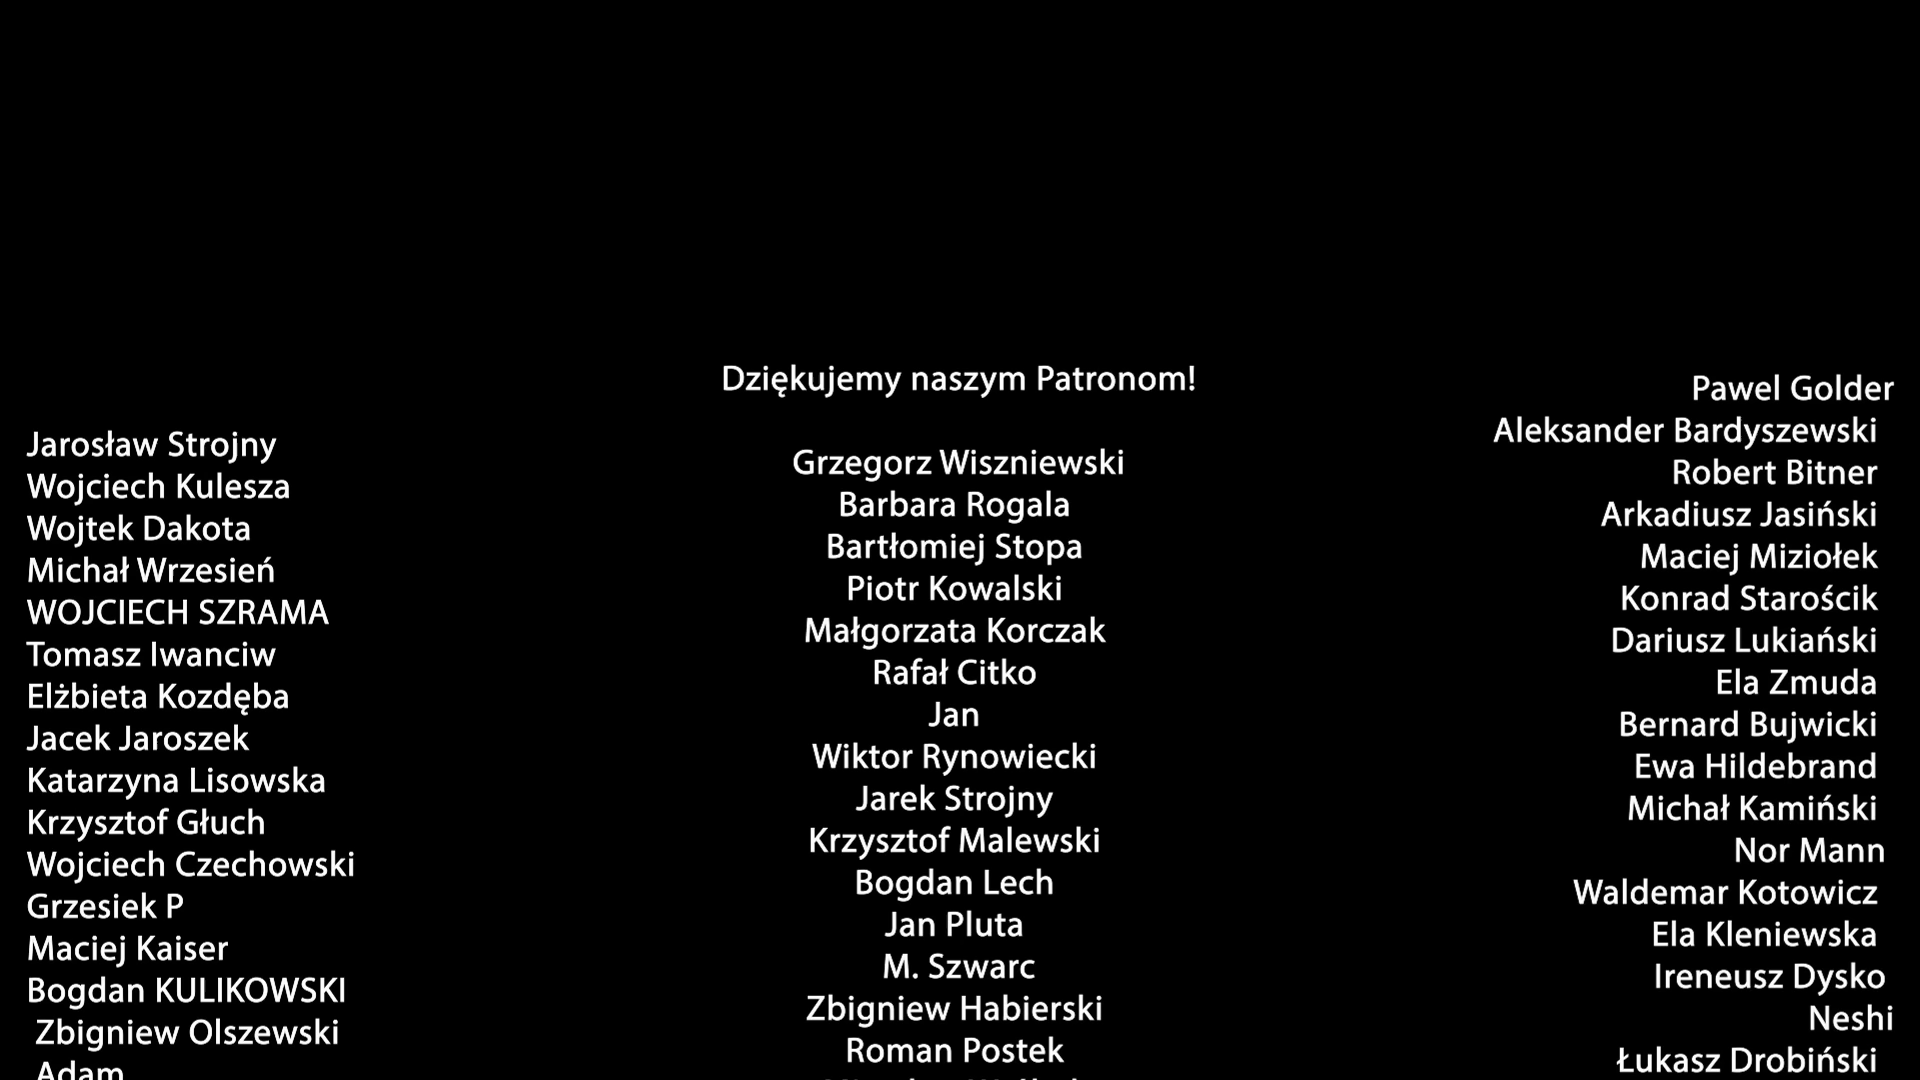 Dziękujemy naszym Patronom!
Jarosław Strojny
Wojciech Kulesza
Wojtek Dakota
Michał Wrzesień
WOJCIECH SZRAMA
Tomasz Iwanciw
Elżbieta Kozdęba
Jacek Jaroszek
Katarzyna Lisowska
Krzysztof Głuch
Wojciech Czechowski
Grzesiek P
Maciej Kaiser
Bogdan KULIKOWSKI
Zbigniew Olszewski
Adam
Grzegorz Wiszniewski
Barbara Rogala
Bartłomiej Stopa
Piotr Kowalski
Małgorzata Korczak
Rafał Citko
Jan
Wiktor Rynowiecki
Jarek Strojny
Krzysztof Malewski
Bogdan Lech
Jan Pluta
M. Szwarc
Zbigniew Habierski
Roman Postek
Pawel Golder
Aleksander Bardyszewski
Robert Bitner
Arkadiusz Jasiński
Maciej Miziołek
Konrad Starościk
Dariusz Lukiański
Ela Zmuda
Bernard Bujwicki
Ewa Hildebrand
Michał Kamiński
Nor Mann
Waldemar Kotowicz
Ela Kleniewska
Ireneusz Dysko
Neshi
Łukasz Drobiński